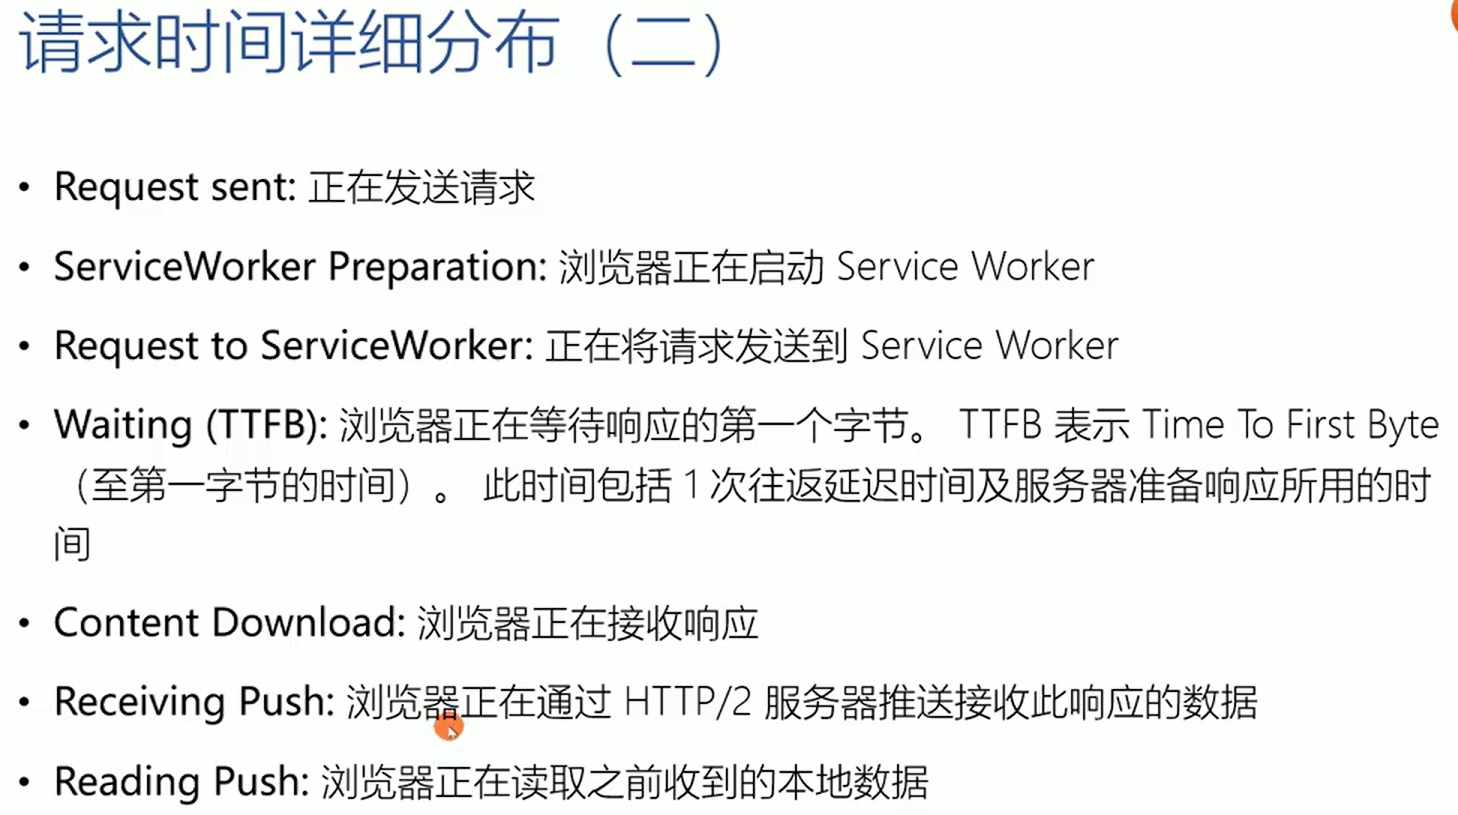 请求时间详细分布（二）
• Request sent: 正在发送请求
• ServiceWorker Preparation: 浏览器正在启动 Service Worker
• Request to ServiceWorker: 正在将请求发送到 Service Worker
• Waiting (TTFB): 浏览器正在等待响应的第一个字节。 TTFB 表示 Time To First Byte
（至第一字节的时间）。 此时间包括 1 次往返延迟时间及服务器准备响应所用的时
间
• Content Download: 浏览器正在接收响应
• Receiving Push: 浏览器正在通过 HTTP/2 服务器推送接收此响应的数据
• Reading Push: 浏览器正在读取之前收到的本地数据